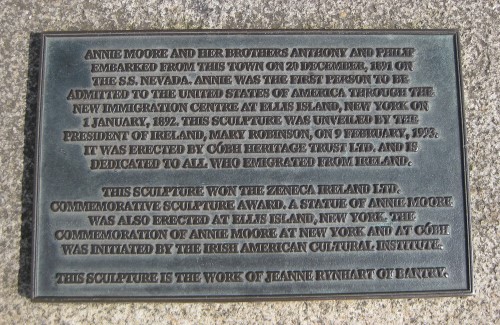 ANNIE MOORE AND HER BROTHERS ANTHONY AND PHILIP
EMBARKED FROM THIS TOWN ON 20 DECEMBER, 1891 ON
THE S.S. NEVADA. ANNIE WAS THE FIRST PERSON TO BE
ADMITTED TO THE UNITED STATES OF AMERICA THROUGH THE
NEW IMMIGRATION CENTRE AT ELLIS ISLAND, NEW YORK ON
1 JANUARY, 1892. THIS SCULPTURE WAS UNVEILED BY THE
PRESIDENT OF IRELAND, MARY ROBINSON, ON 9 FEBRUARY, 1993.
IT WAS ERECTED BY CÓBH HERITAGE TRUST LTD. AND IS
DEDICATED TO ALL WHO EMIGRATED FROM IRELAND.
THIS SCULPTURE WON THE ZENECA IRELAND LTD.
COMMEMORATIVE SCULPTURE AWARD. A STATUE OF ANNIE MOORE
WAS ALSO ERECTED AT ELLIS ISLAND, NEW YORK. THE
COMMEMORATION OF ANNIE MOORE AT NEW YORK AND AT CÓBH
WAS INITIATED BY THE IRISH AMERICAN CULTURAL INSTITUTE.
THIS SCULPTURE IS THE WORK OF JEANNE RYNHART OF BANTRY.